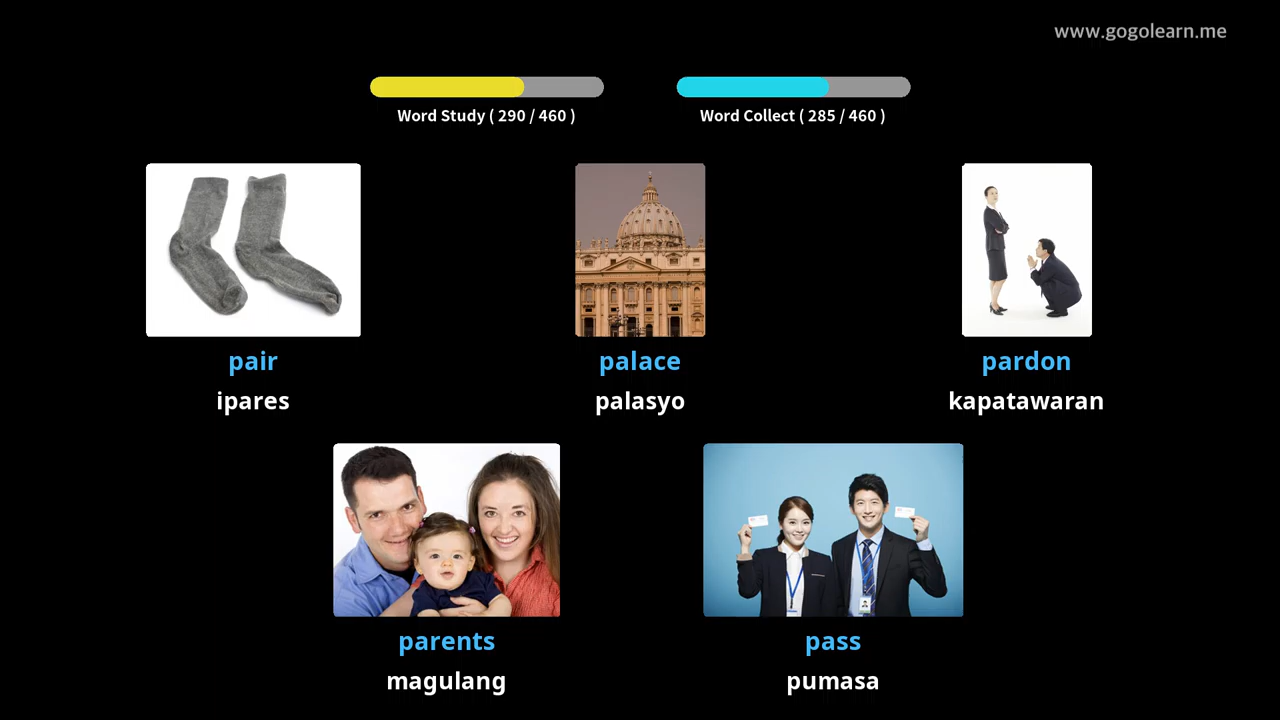 www.gogolearn.me
Word Study ( 290 / 460 )
Word Collect ( 285 / 460 )
pair
ipares
palace
palasyo
pardon
kapatawaran
parents
magulang
pass
pumasa